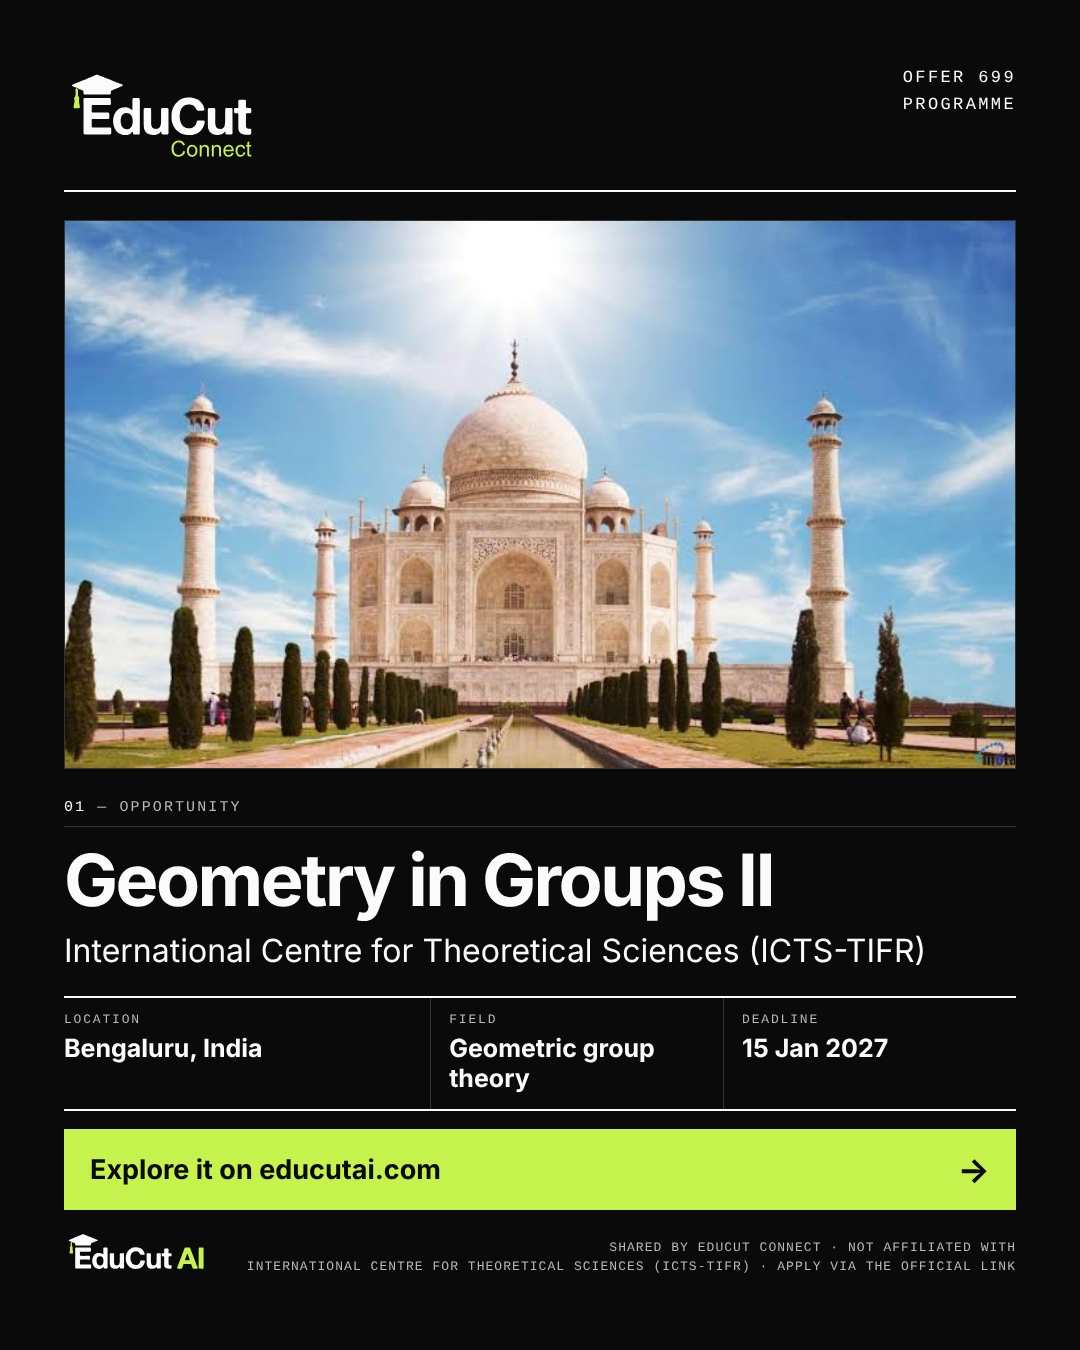 EduCut
Connect
OFFER 699
PROGRAMME
01 — OPPORTUNITY
Geometry in Groups II
International Centre for Theoretical Sciences (ICTS-TIFR)
LOCATION
Bengaluru, India
FIELD
Geometric group
theory
DEADLINE
15 Jan 2027
Explore it on educutai.com
EduCut AI
SHARED BY EDUCUT CONNECT · NOT AFFILIATED WITH
INTERNATIONAL CENTRE FOR THEORETICAL SCIENCES (ICTS-TIFR) · APPLY VIA THE OFFICIAL LINK